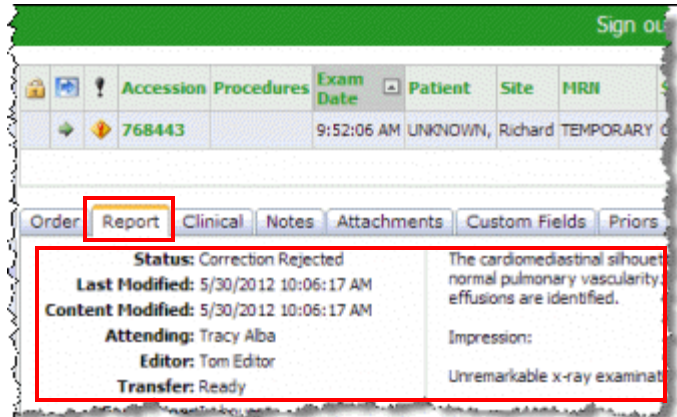 Sign
Accession Procedures Exam Date Patient Site MRN
768443 9:52:06 AM UNKNOWN, Richard TEMPORARY
Order Report Clinical Notes Attachments Custom Fields Priors
Status: Correction Rejected
Last Modified: 5/30/2012 10:06:17 AM
Content Modified: 5/30/2012 10:06:17 AM
Attending: Tracy Alba
Editor: Tom Editor
Transfer: Ready
The cardiomediastinal silhouet
normal pulmonary vascularity,
effusions are identified.
Impression:
Unremarkable x-ray examinat